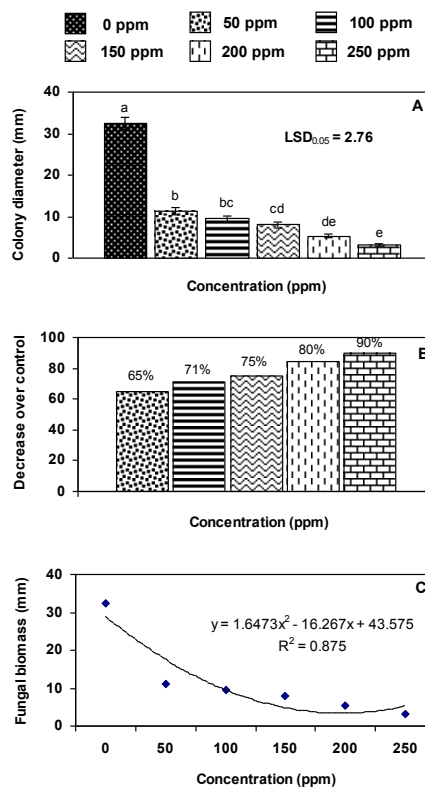 0 ppm 50 ppm 100 ppm
150 ppm 200 ppm 250 ppm
A
Colony diameter (mm)
40
30
20
10
0
a
b
bc
cd
de
e
LSD0.05 = 2.76
Concentration (ppm)
B
Decrease over control
100
80
60
40
20
0
65%
71%
75%
80%
90%
Concentration (ppm)
C
Fungal biomass (mm)
40
30
20
10
0
y = 1.6473x² - 16.267x + 43.575
R² = 0.875
0 50 100 150 200 250
Concentration (ppm)